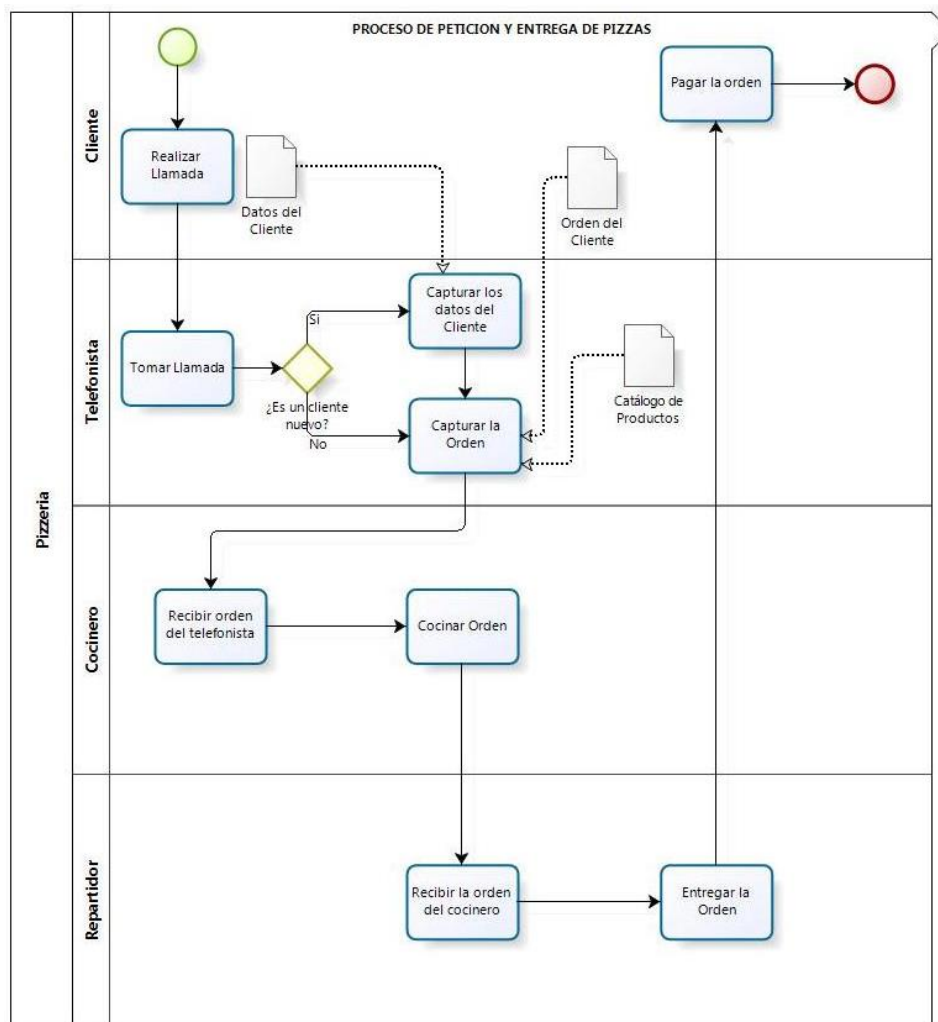 PROCESO DE PETICION Y ENTREGA DE PIZZAS
Pizzeria
Cliente
Realizar
Llamada
Datos del
Cliente
Orden del
Cliente
Pagar la orden
Telefonista
Tomar Llamada
¿Es un cliente
nuevo?
Si
No
Capturar los
datos del
Cliente
Capturar la
Orden
Catálogo de
Productos
Cocinero
Recibir orden
del telefonista
Cocinar Orden
Repartidor
Recibir la orden
del cocinero
Entregar la
Orden